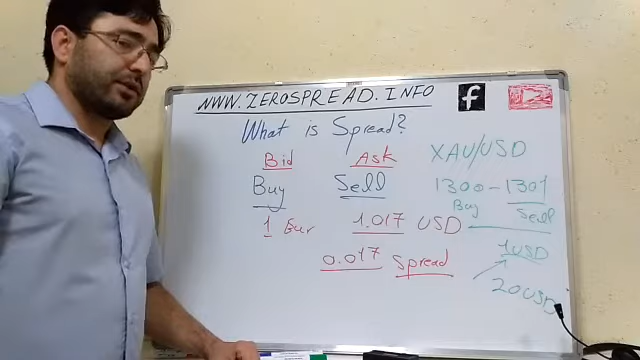 WWW.ZEROSPREAD.INFO
What is Spread?
Bid Ask
Buy Sell
1 Eur 1.017 USD
0.017 Spread
XAU/USD
1300-1301
Buy Sell
1USD
20USD